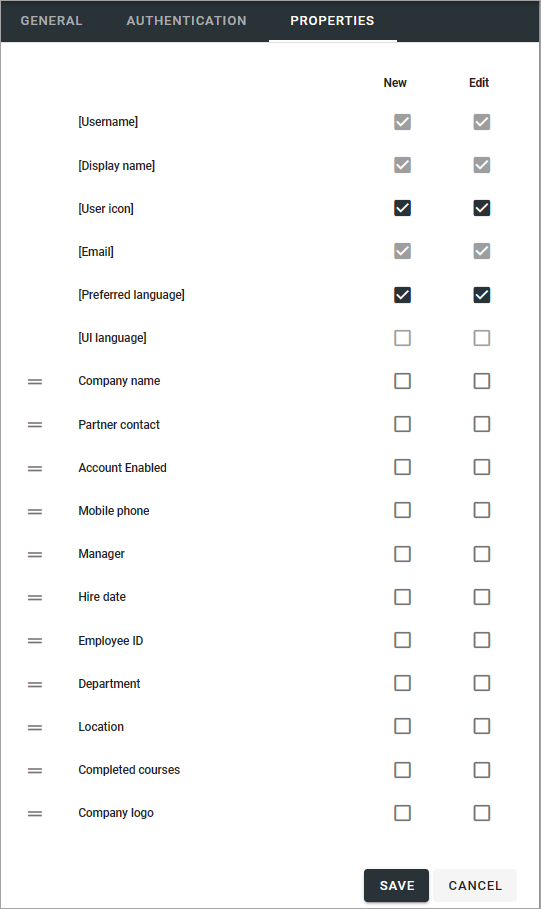 GENERAL AUTHENTICATION PROPERTIES
New Edit
[Username]
[Display name]
[User icon]
[Email]
[Preferred language]
[UI language]
Company name
Partner contact
Account Enabled
Mobile phone
Manager
Hire date
Employee ID
Department
Location
Completed courses
Company logo
SAVE CANCEL